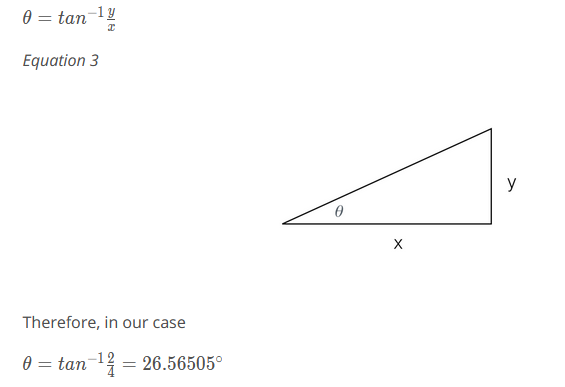 θ = tan⁻¹ y/x
Equation 3
y
θ
x
Therefore, in our case
θ = tan⁻¹ 2/4 = 26.56505°